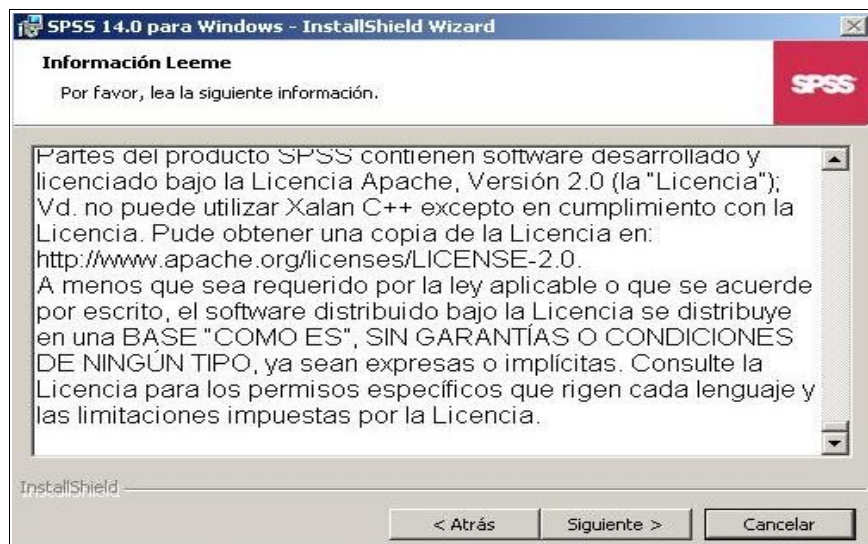 SPSS 14.0 para Windows - InstallShield Wizard
Información Leeme
Por favor, lea la siguiente información.
SPSS
Partes del producto SPSS contienen software desarrollado y
licenciado bajo la Licencia Apache, Versión 2.0 (la "Licencia");
Vd. no puede utilizar Xalan C++ excepto en cumplimiento con la
Licencia. Pude obtener una copia de la Licencia en:
http://www.apache.org/licenses/LICENSE-2.0.
A menos que sea requerido por la ley aplicable o que se acuerde
por escrito, el software distribuido bajo la Licencia se distribuye
en una BASE "COMO ES", SIN GARANTÍAS O CONDICIONES
DE NINGÚN TIPO, ya sean expresas o implícitas. Consulte la
Licencia para los permisos específicos que rigen cada lenguaje y
las limitaciones impuestas por la Licencia.
InstallShield
< Atrás
Siguiente >
Cancelar